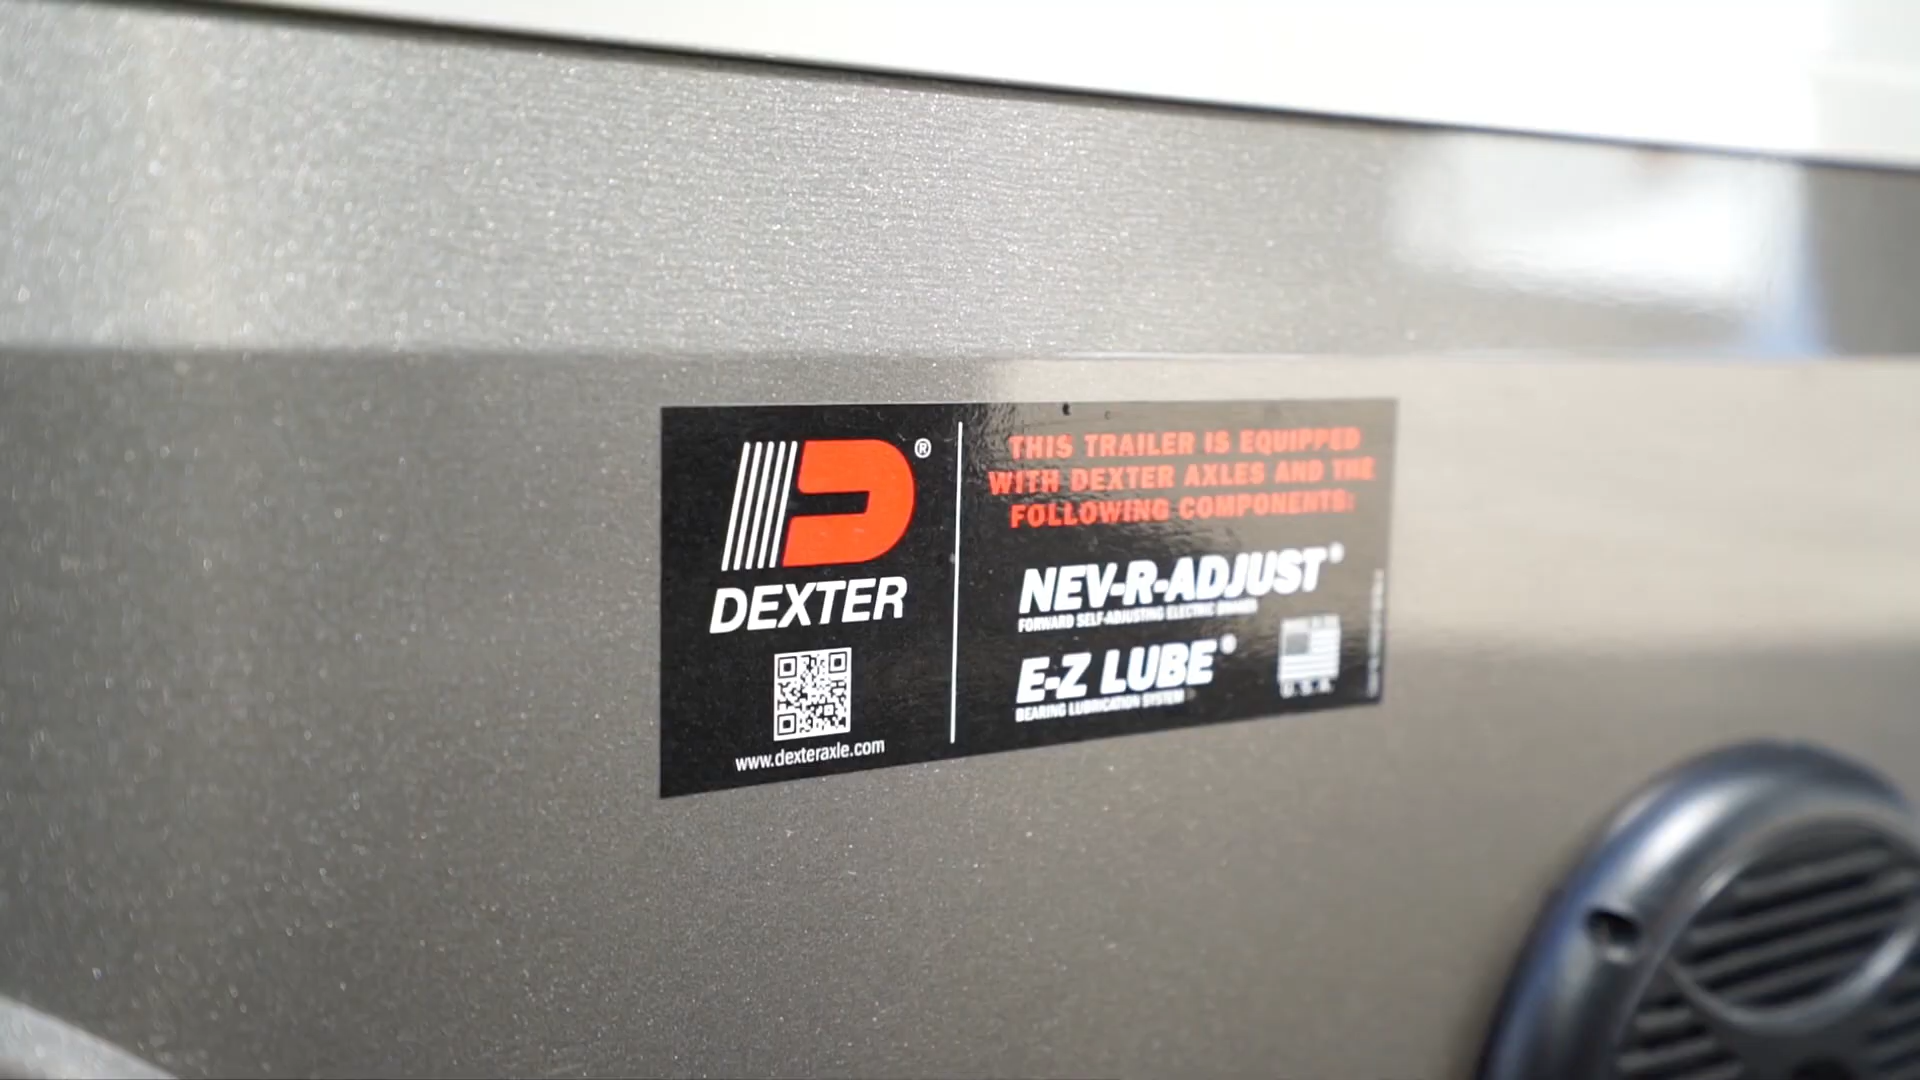 DEXTER®
www.dexteraxle.com
THIS TRAILER IS EQUIPPED
WITH DEXTER AXLES AND THE
FOLLOWING COMPONENTS:
NEV-R-ADJUST®
FORWARD SELF-ADJUSTING ELECTRIC BRAKES
E-Z LUBE®
BEARING LUBRICATION SYSTEM
U.S.A.